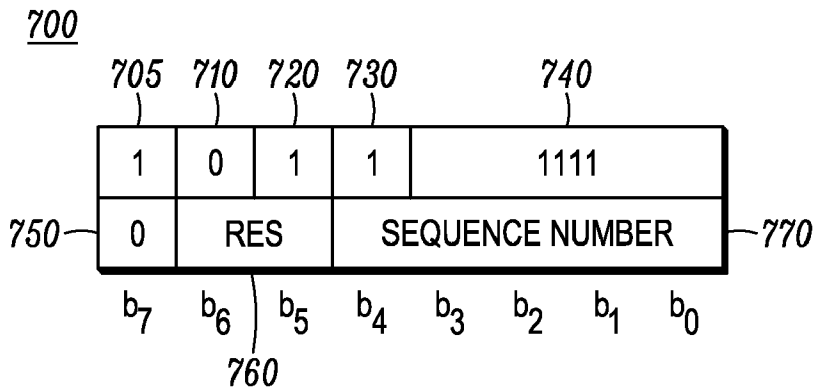 700
705 710 720 730 740
1 0 1 1 1111
750 0 RES SEQUENCE NUMBER 770
b7 b6 b5 b4 b3 b2 b1 b0
760